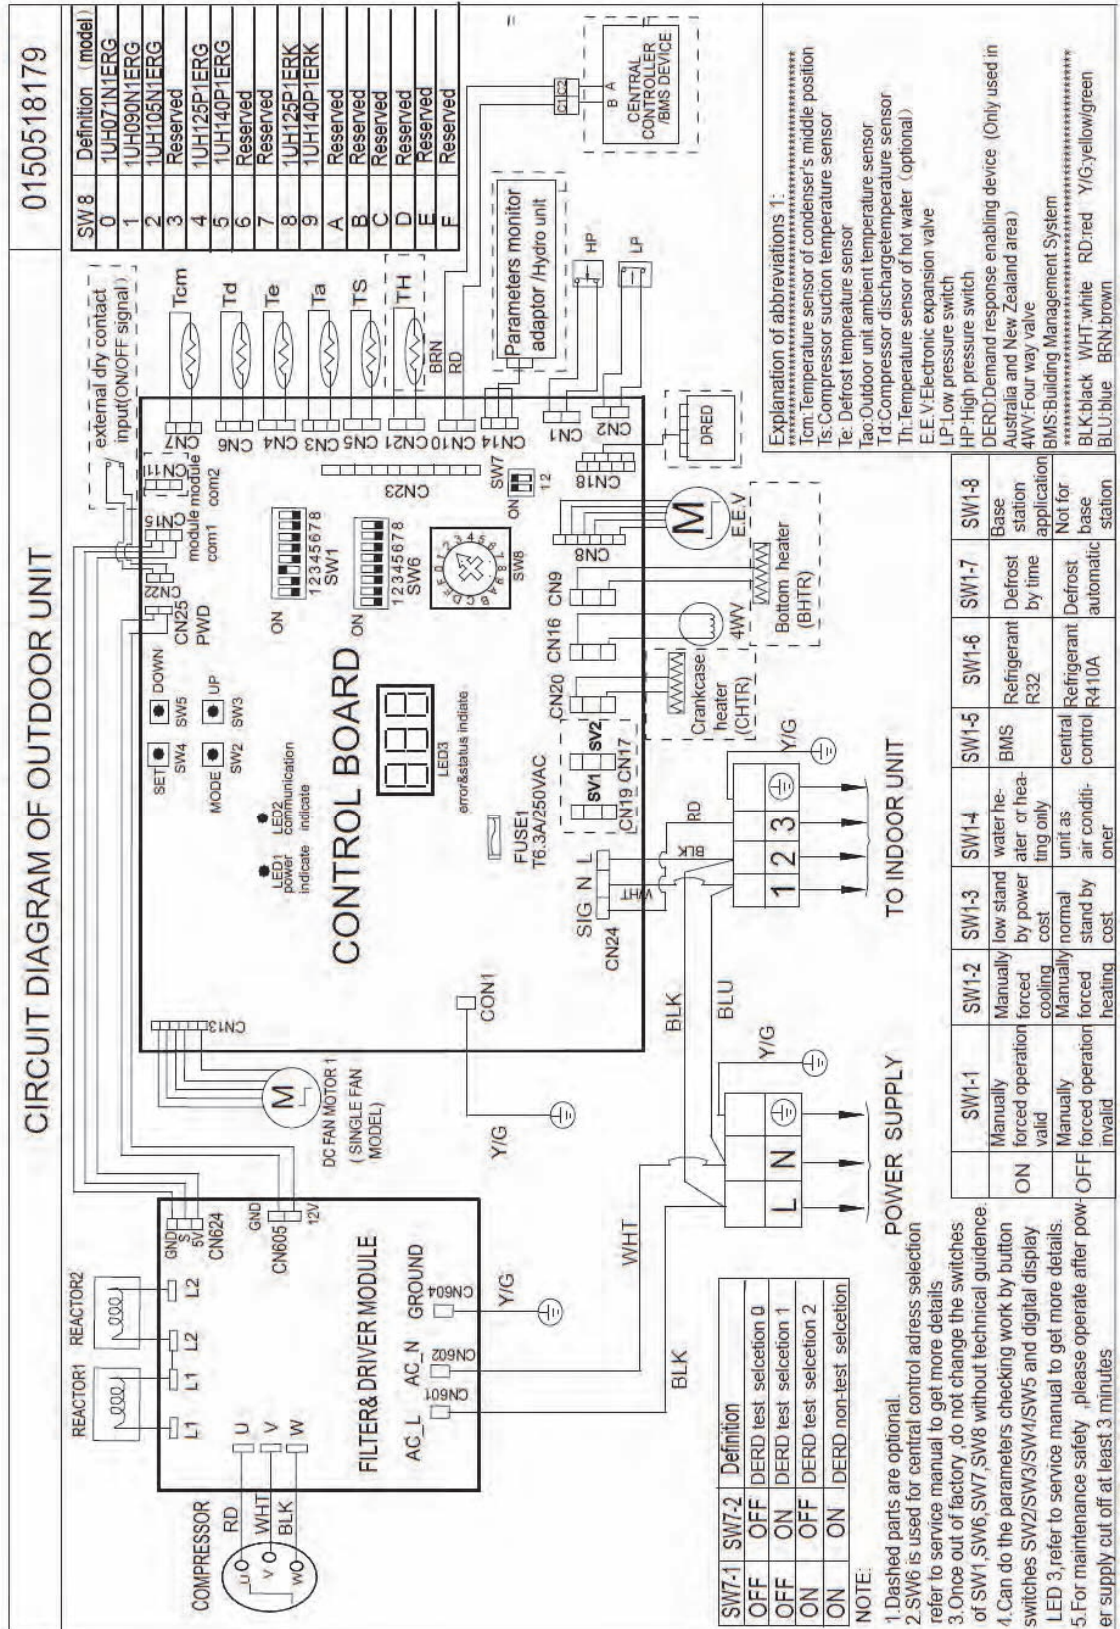 CIRCUIT DIAGRAM OF OUTDOOR UNIT
0150518179
SW 8 Definition (model)
0 1UH071N1ERG
1 1UH090N1ERG
2 1UH105N1ERG
3 Reserved
4 1UH125P1ERG
5 1UH140P1ERG
6 Reserved
7 Reserved
8 1UH125P1ERK
9 1UH140P1ERK
A Reserved
B Reserved
C Reserved
D Reserved
E Reserved
F Reserved
REACTOR1
REACTOR2
L1
L1
L2
L2
GND
S
5V
CN624
GND
12V
CN605
COMPRESSOR
RD
WHT
BLK
U
V
W
U
V
W
FILTER& DRIVER MODULE
AC_L
AC_N
GROUND
CN601
CN602
CN604
Y/G
BLK
WHT
DC FAN MOTOR 1
( SINGLE FAN
MODEL)
M
CN13
CON1
Y/G
CONTROL BOARD
SET
SW4
DOWN
SW5
MODE
SW2
UP
SW3
LED1
power
indicate
LED2
communication
indicate
LED3
error&status indiate
FUSE1
T6.3A/250VAC
CN25
PWD
CN22
CN15
module
com1
CN11
module
com2
external dry contact
input(ON/OFF signal)
ON
12345678
SW1
ON
12345678
SW6
0123456789ABCDEF
SW8
CN23
SW7
ON
1 2
CN7
Tcm
CN6
Td
CN4
Te
CN3
Ta
CN5
TS
CN21
TH
CN10
BRN
RD
CN14
Parameters monitor
adaptor /Hydro unit
C1 C2
B A
CENTRAL
CONTROLLER
/BMS DEVICE
CN1
HP
CN2
LP
CN18
DRED
CN8
M
E.E.V
CN9
Bottom heater
(BHTR)
CN16
4WV
CN20
Crankcase
heater
(CHTR)
SV1
SV2
CN19 CN17
SIG N L
CN24
WHT
BLK
RD
1 2 3
Y/G
TO INDOOR UNIT
BLK
BLU
L N
Y/G
POWER SUPPLY
Explanation of abbreviations 1:
Tcm:Temperature sensor of condenser's middle position
Ts:Compressor suction temperature sensor
Te: Defrost tempreature sensor
Tao:Outdoor unit ambient temperature sensor
Td:Compressor dischargetemperature sensor
Th:Temperature sensor of hot water (optional)
E.E.V:Electronic expansion valve
LP:Low pressure switch
HP:High pressure switch
DERD:Demand response enabling device (Only used in
Australia and New Zealand area)
4WV:Four way valve
BMS:Building Management System
BLK:black WHT:white RD:red Y/G:yellow/green
BLU:blue BRN:brown
SW7-1 SW7-2 Definition
OFF OFF DERD test selcetion 0
OFF ON DERD test selcetion 1
ON OFF DERD test selcetion 2
ON ON DERD non-test selcetion
NOTE:
1.Dashed parts are optional.
2.SW6 is used for central control adress selection
refer to service manual to get more details
3.Once out of factory ,do not change the switches
of SW1,SW6,SW7,SW8 without technical guidence.
4.Can do the parameters checking work by button
switches SW2/SW3/SW4/SW5 and digital display
LED 3,refer to service manual to get more details.
5.For maintenance safety ,please operate after pow-
er supply cut off at least 3 minutes
SW1-1 SW1-2 SW1-3 SW1-4 SW1-5 SW1-6 SW1-7 SW1-8
ON
Manually
forced operation
valid
Manually
forced
cooling
low stand
by power
cost
water he-
ater or hea-
ting only
BMS
Refrigerant
R32
Defrost
by time
Base
station
application
OFF
Manually
forced operation
invalid
Manually
forced
heating
normal
stand by
cost
unit as
air conditi-
oner
central
control
Refrigerant
R410A
Defrost
automatic
Not for
base
station